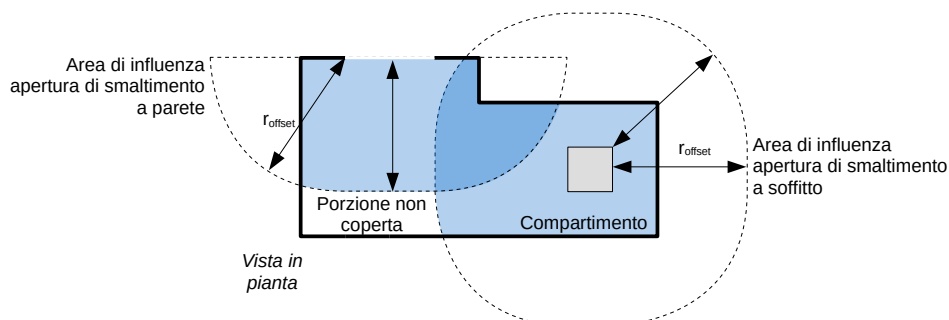 Area di influenza
apertura di smaltimento
a parete
roffset
roffset
Area di influenza
apertura di smaltimento
a soffitto
Porzione non
coperta
Compartimento
Vista in
pianta